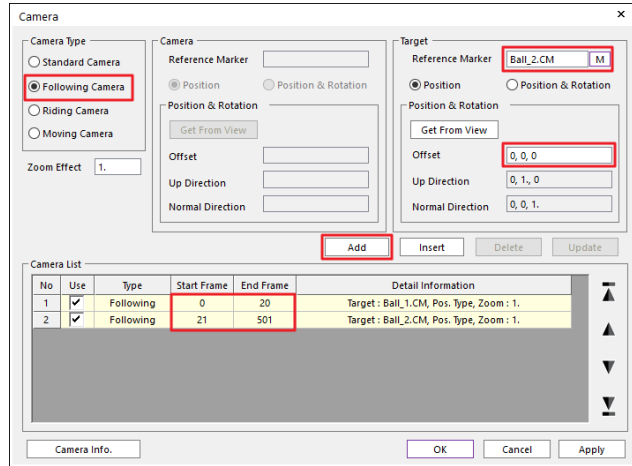 Camera
x
Camera Type
Standard Camera
Following Camera
Riding Camera
Moving Camera
Zoom Effect 1.
Camera
Reference Marker
Position Position & Rotation
Position & Rotation
Get From View
Offset
Up Direction
Normal Direction
Target
Reference Marker Ball_2.CM M
Position Position & Rotation
Position & Rotation
Get From View
Offset 0, 0, 0
Up Direction 0, 1., 0
Normal Direction 0, 0, 1.
Add Insert Delete Update
Camera List
No Use Type Start Frame End Frame Detail Information
1 Following 0 20 Target : Ball_1.CM, Pos. Type, Zoom : 1.
2 Following 21 501 Target : Ball_2.CM, Pos. Type, Zoom : 1.
Camera Info. OK Cancel Apply